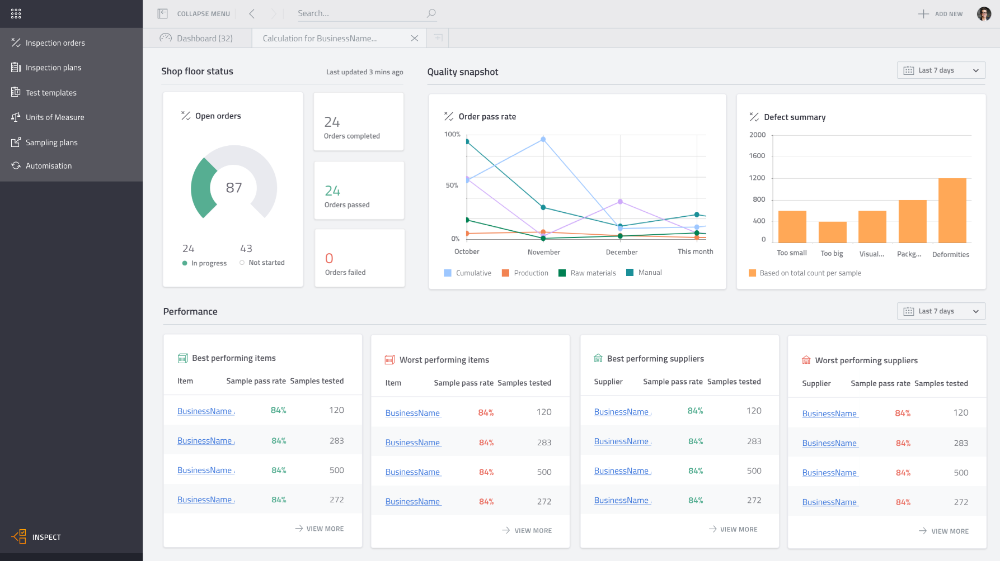 COLLAPSE MENU
Search...
ADD NEW
Dashboard (32)
Calculation for BusinessName...
Inspection orders
Inspection plans
Test templates
Units of Measure
Sampling plans
Automisation
INSPECT
Shop floor status
Last updated 3 mins ago
Open orders
87
24
In progress
43
Not started
24
Orders completed
24
Orders passed
0
Orders failed
Quality snapshot
Last 7 days
Order pass rate
100%
50%
0%
October November December This month
Cumulative Production Raw materials Manual
Defect summary
2000
1600
1200
800
400
0
Too small Too big Visual... Packg... Deformities
Based on total count per sample
Performance
Last 7 days
Best performing items
Item Sample pass rate Samples tested
BusinessName 84% 120
BusinessName 84% 283
BusinessName 84% 500
BusinessName 84% 272
VIEW MORE
Worst performing items
Item Sample pass rate Samples tested
BusinessName 84% 120
BusinessName 84% 283
BusinessName 84% 500
BusinessName 84% 272
VIEW MORE
Best performing suppliers
Supplier Sample pass rate Samples tested
BusinessName 84% 120
BusinessName 84% 283
BusinessName 84% 500
BusinessName 84% 272
VIEW MORE
Worst performing suppliers
Supplier Sample pass rate Samples tested
BusinessName 84% 120
BusinessName 84% 283
BusinessName 84% 500
BusinessName 84% 272
VIEW MORE